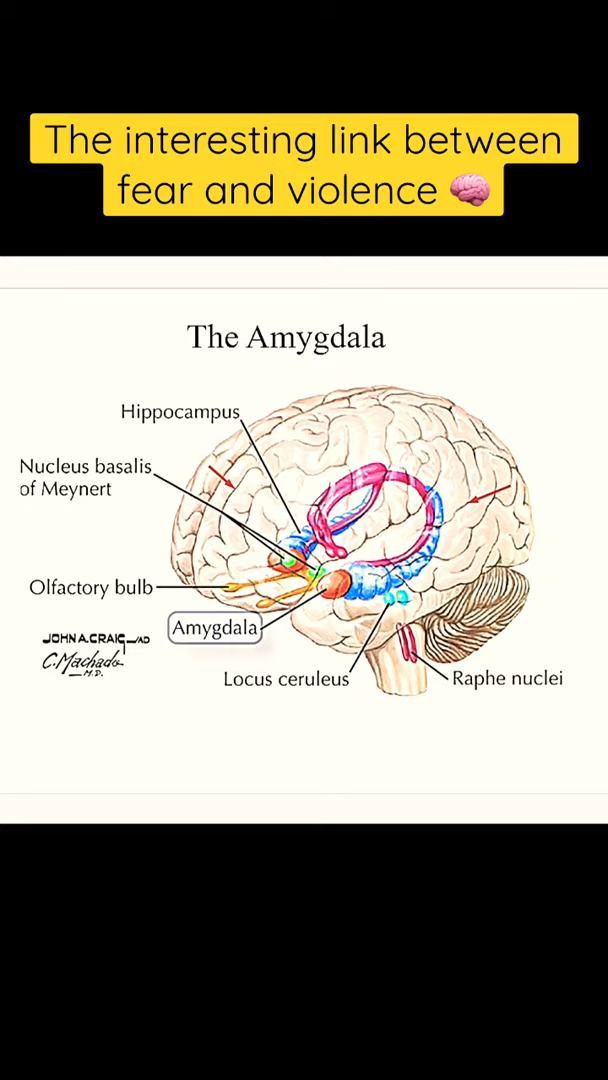 The interesting link between
fear and violence 🧠
The Amygdala
Hippocampus
Nucleus basalis
of Meynert
Olfactory bulb
Amygdala
JOHN A. CRAIG_AD
C. Machado
M.D.
Locus ceruleus
Raphe nuclei